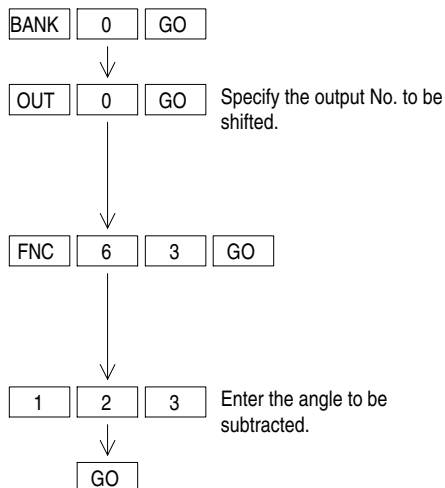 BANK 0 GO
OUT 0 GO Specify the output No. to be
shifted.
FNC 6 3 GO
1 2 3 Enter the angle to be
subtracted.
GO